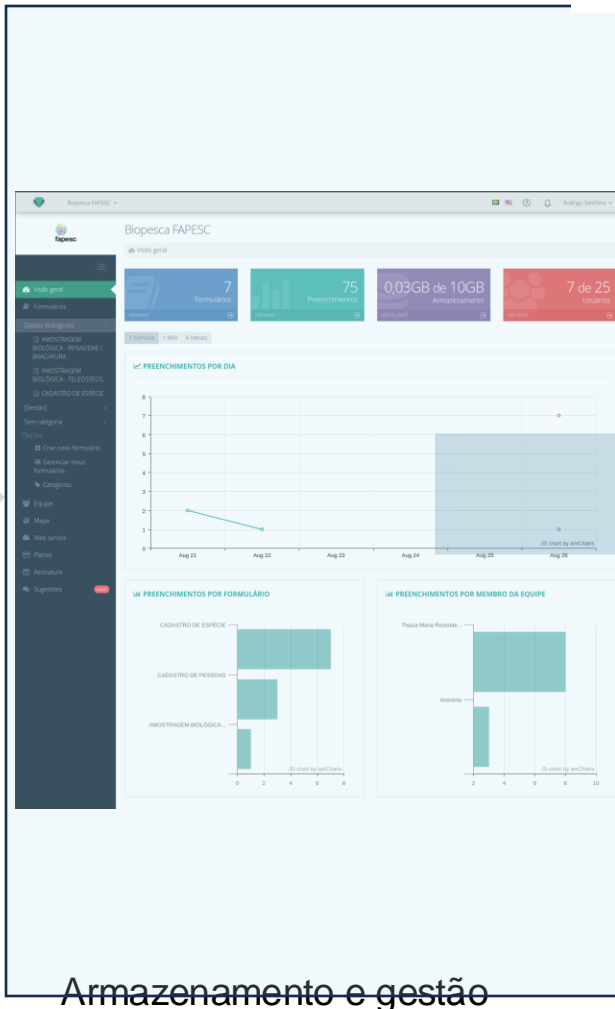 Biopesca FAPESC
Rodrigo Sant'Ana
fapesc
Biopesca FAPESC
Visão geral
Visão geral
Formulários
[Dados Biológicos]
AMOSTRAGEM
BIOLÓGICA - PENAEIDAE /
BRACHYURA
AMOSTRAGEM
BIOLÓGICA - TELEÓSTEOS
CADASTRO DE ESPÉCIE
[Gestão]
Sem categoria
Opções
Criar novo formulário
Gerenciar meus
formulários
Categorias
Equipe
Mapa
Web service
Planos
Assinatura
Sugestões
7
Formulários
75
Preenchimentos
0,03GB de 10GB
Armazenamento
7 de 25
Usuários
1 Semana 1 Mês 6 Meses
PREENCHIMENTOS POR DIA
8
7
6
5
4
3
2
1
0
Aug 21 Aug 22 Aug 23 Aug 24 Aug 25 Aug 26
JS chart by amCharts
PREENCHIMENTOS POR FORMULÁRIO
CADASTRO DE ESPÉCIE
CADASTRO DE PESSOAS
AMOSTRAGEM BIOLÓGICA...
JS chart by amCharts
0 2 4 6 8
PREENCHIMENTOS POR MEMBRO DA EQUIPE
Thaiza Maria Rezende...
Anônimo
JS chart by amCharts
2 4 6 8 10
Armazenamento e gestão